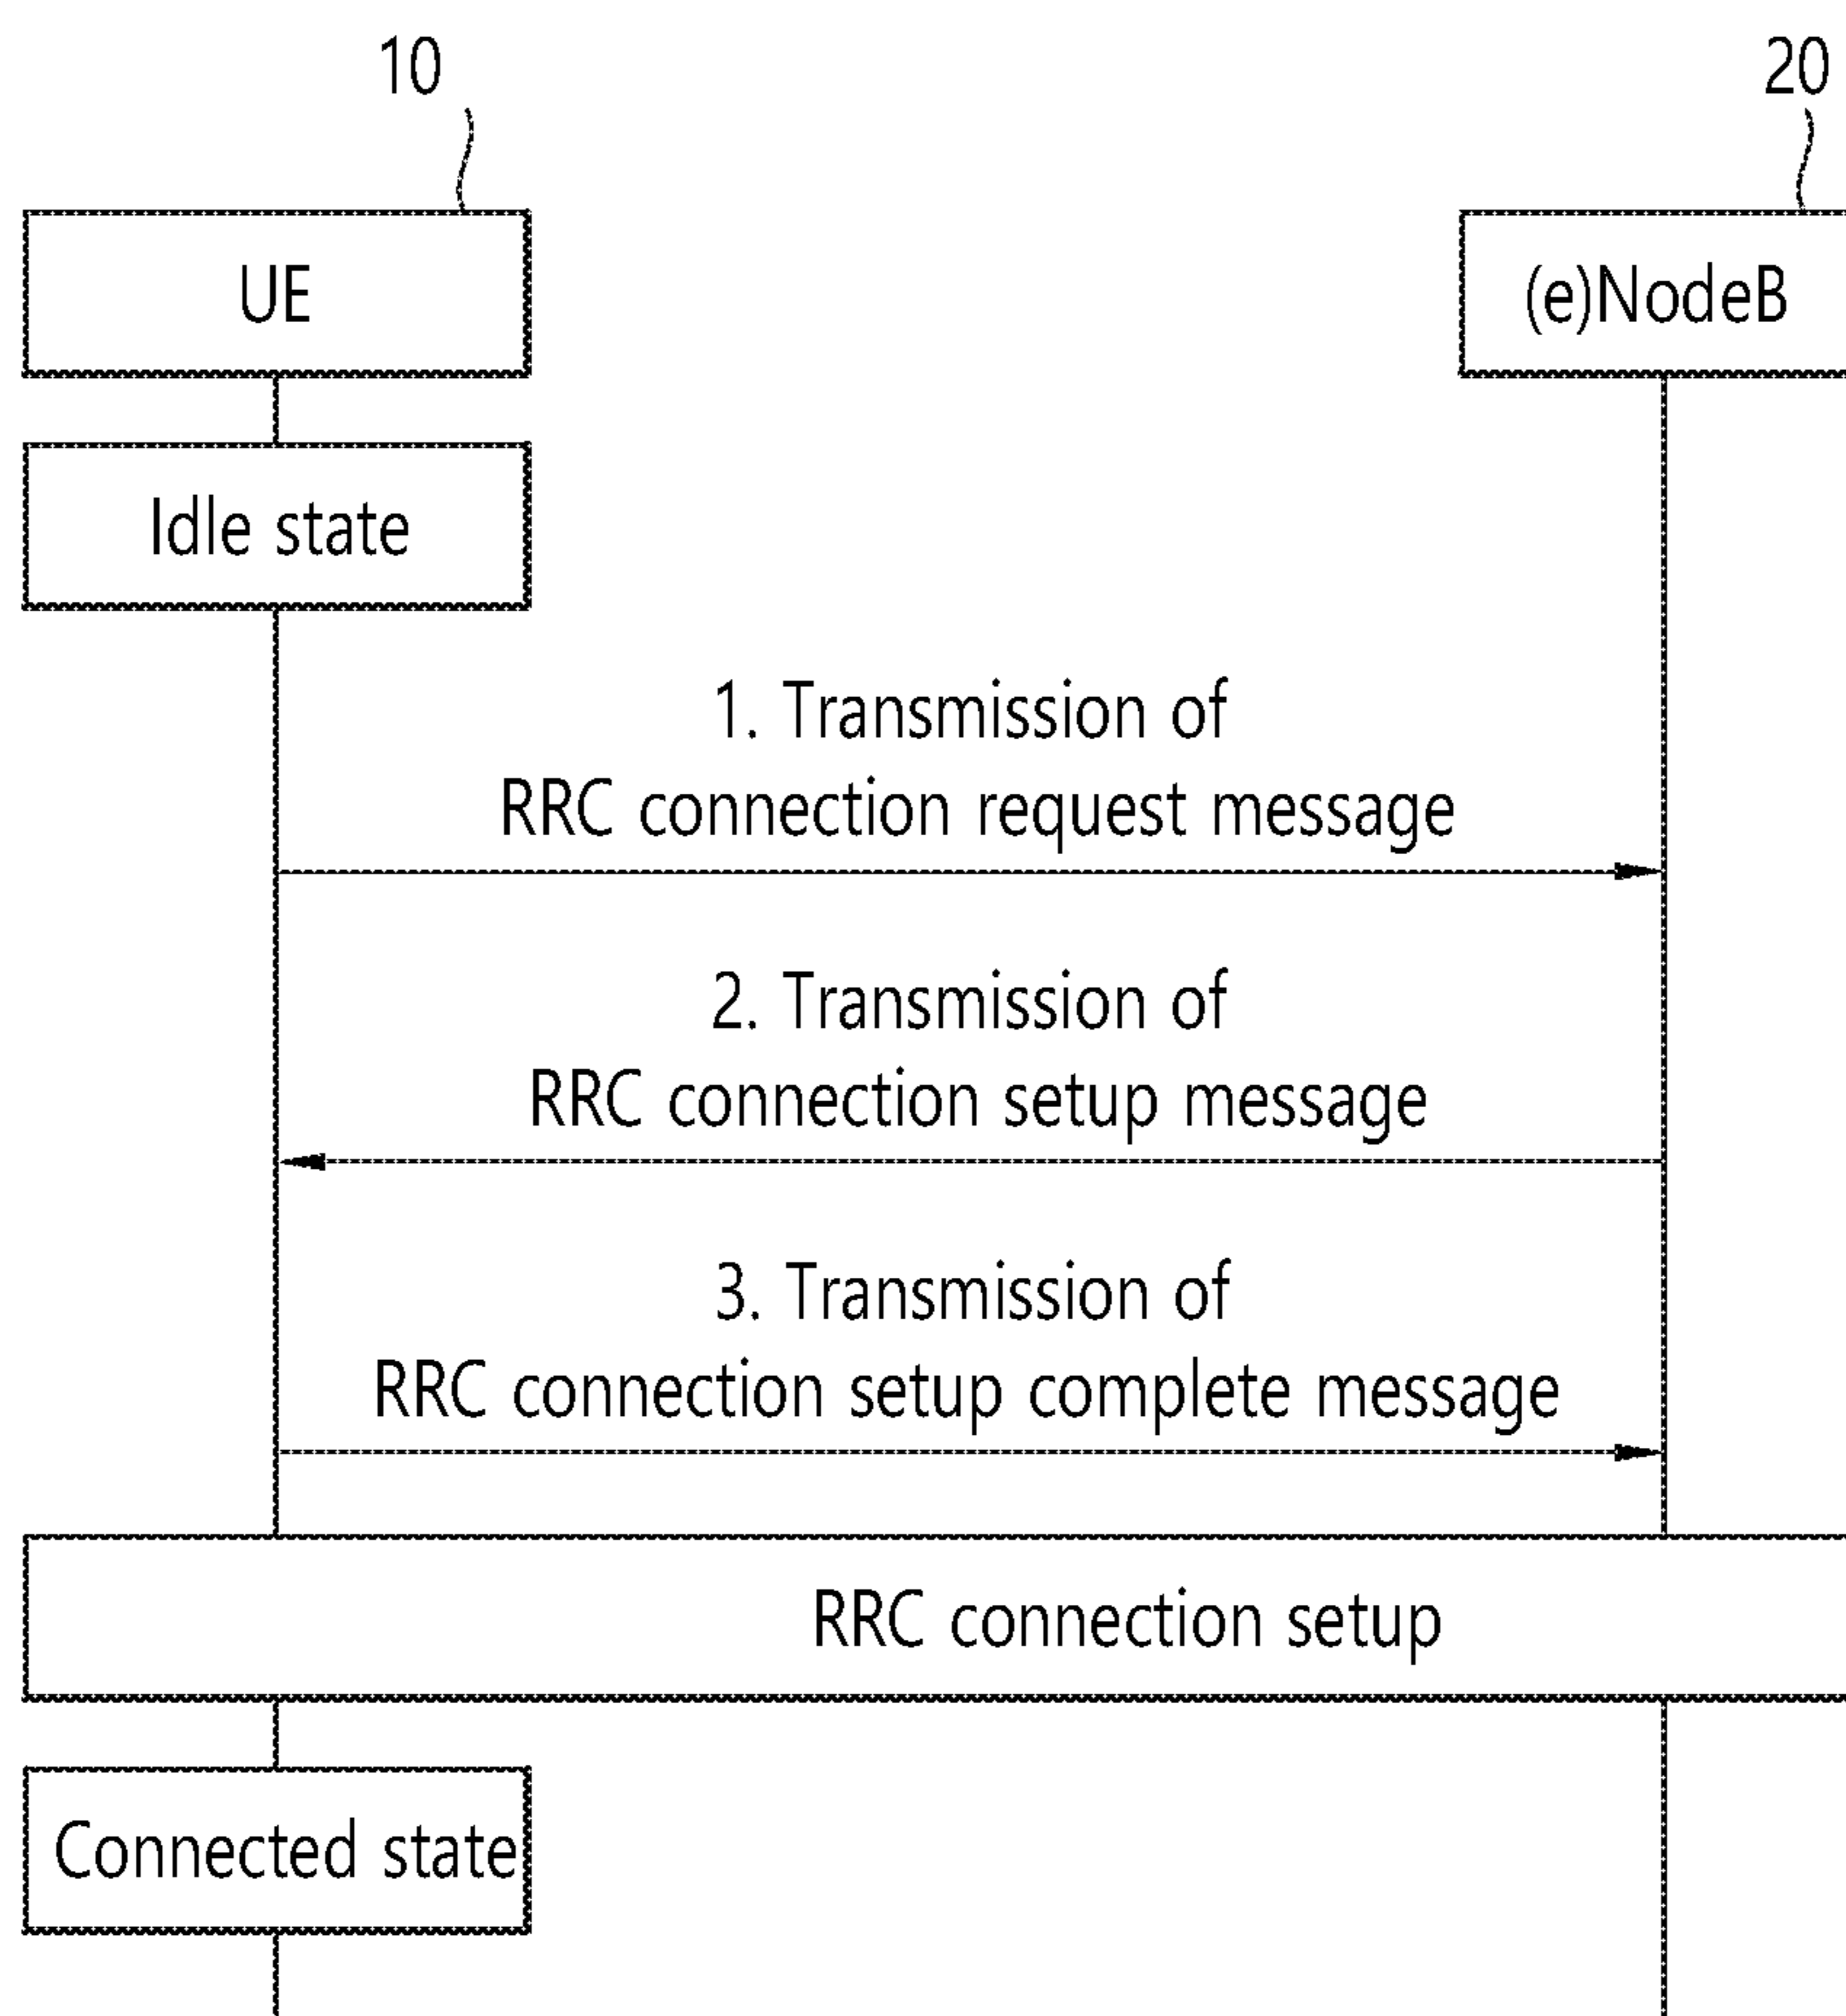 10
20
UE
(e)NodeB
Idle state
1. Transmission of
RRC connection request message
2. Transmission of
RRC connection setup message
3. Transmission of
RRC connection setup complete message
RRC connection setup
Connected state